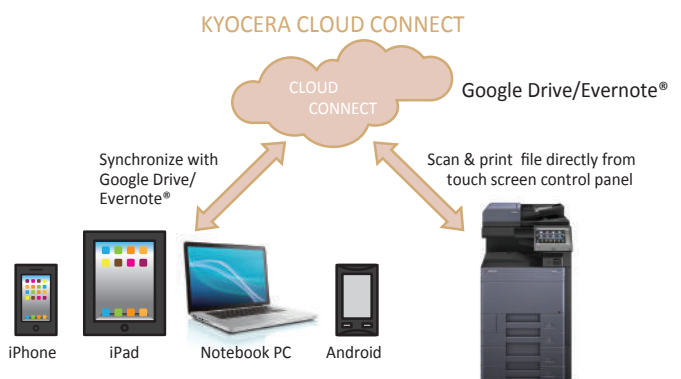 KYOCERA CLOUD CONNECT
CLOUD
CONNECT
Google Drive/Evernote®
Synchronize with
Google Drive/
Evernote®
Scan & print file directly from
touch screen control panel
iPhone
iPad
Notebook PC
Android